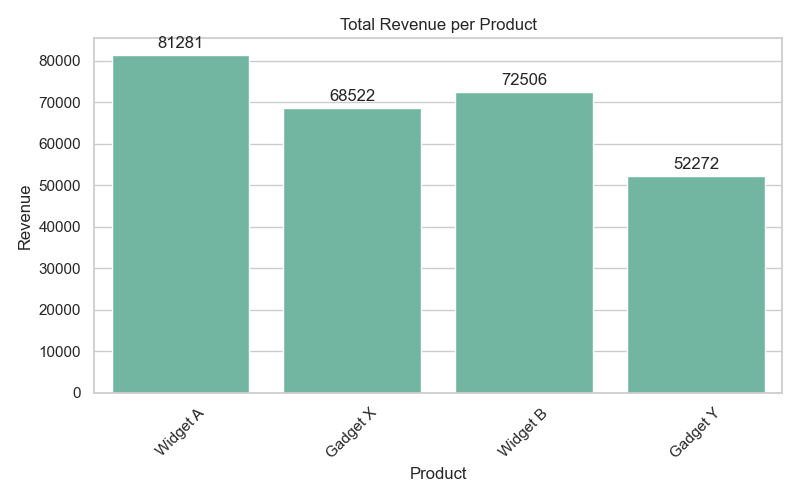 Total Revenue per Product
81281
68522
72506
52272
Revenue
80000
70000
60000
50000
40000
30000
20000
10000
0
Widget A
Gadget X
Widget B
Gadget Y
Product